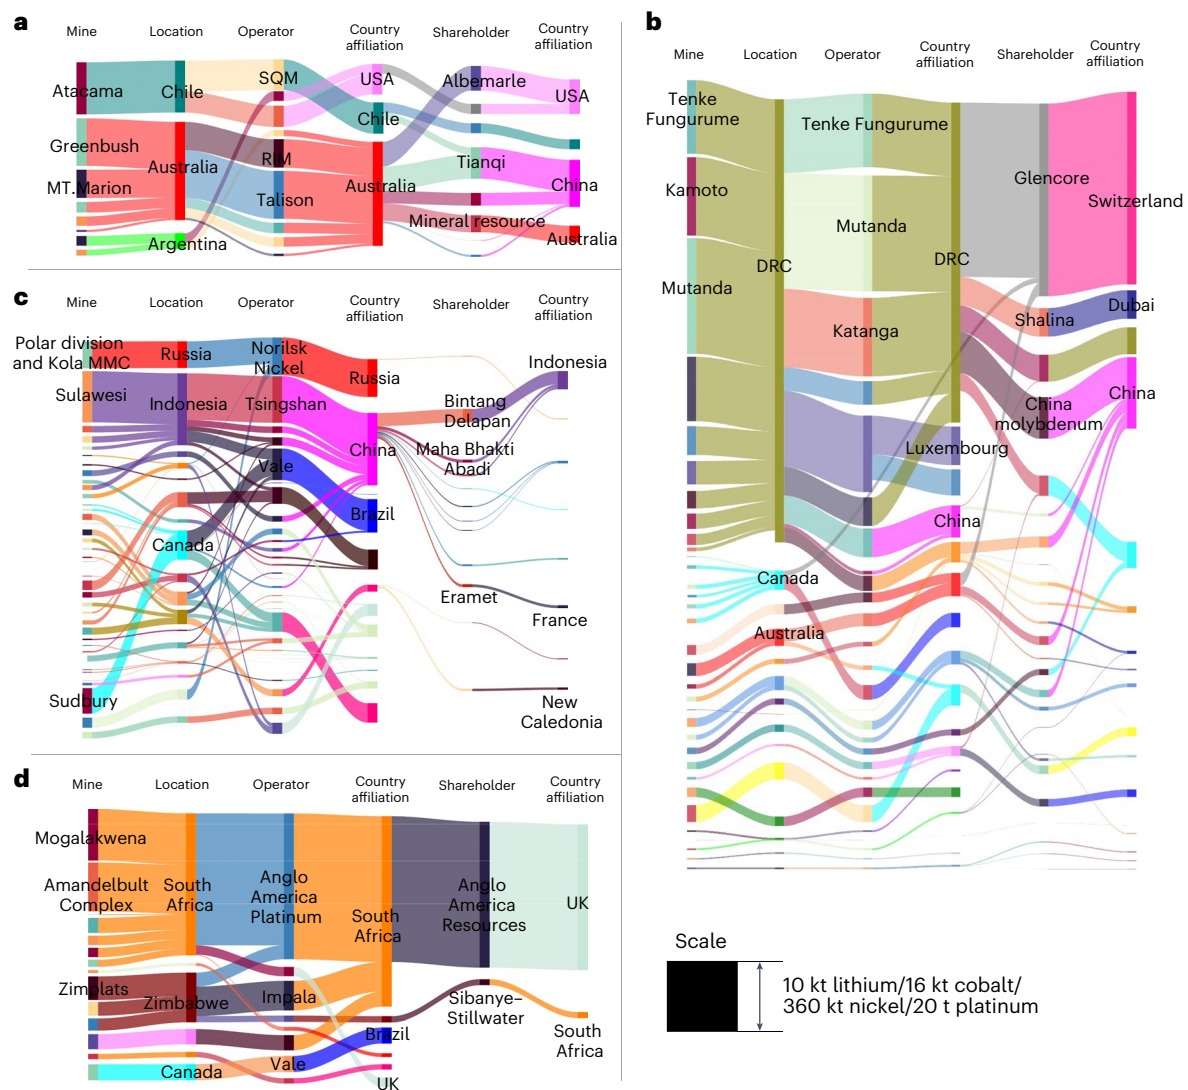 a
Mine
Location
Operator
Country
affiliation
Shareholder
Country
affiliation
Atacama
Chile
SQM
USA
Albemarle
USA
Chile
Greenbush
Australia
RIM
Tianqi
MT.Marion
Talison
Australia
China
Mineral resource
Argentina
Australia
b
Mine
Location
Operator
Country
affiliation
Shareholder
Country
affiliation
Tenke
Fungurume
Tenke Fungurume
Kamoto
Glencore
Switzerland
Mutanda
DRC
DRC
Mutanda
Katanga
Shalina
Dubai
China
molybdenum
China
Luxembourg
China
Canada
Australia
Scale
10 kt lithium/16 kt cobalt/
360 kt nickel/20 t platinum
c
Mine
Location
Operator
Country
affiliation
Shareholder
Country
affiliation
Polar division
and Kola MMC
Russia
Norilsk
Nickel
Russia
Indonesia
Sulawesi
Indonesia
Tsingshan
Bintang
Delapan
China
Maha Bhakti
Abadi
Vale
Brazil
Canada
Eramet
France
Sudbury
New
Caledonia
d
Mine
Location
Operator
Country
affiliation
Shareholder
Country
affiliation
Mogalakwena
Amandelbult
Complex
South
Africa
Anglo
America
Platinum
South
Africa
Anglo
America
Resources
UK
Zimplats
Zimbabwe
Impala
Sibanye–
Stillwater
South
Africa
Brazil
Canada
Vale
UK